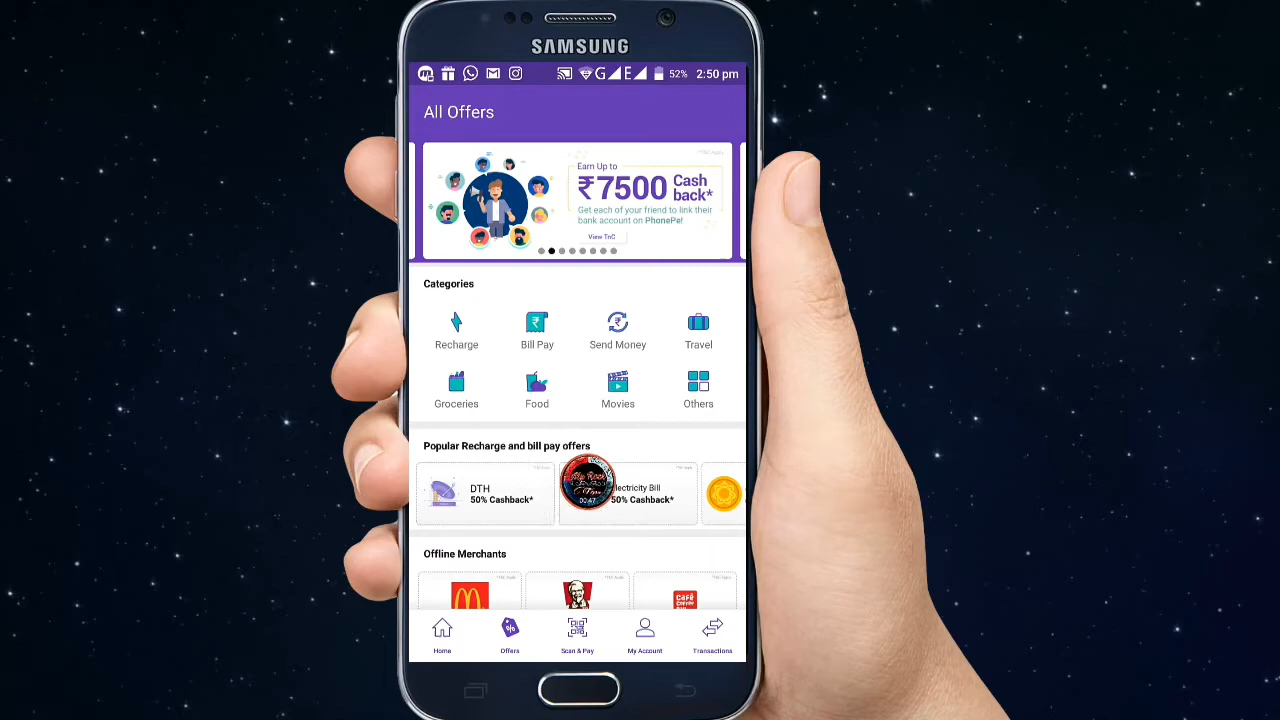 SAMSUNG
52% 2:50 pm
All Offers
Earn Up to
₹7500 Cash
back*
Get each of your friend to link their
bank account on PhonePe!
View TnC
Categories
Recharge
Bill Pay
Send Money
Travel
Groceries
Food
Movies
Others
Popular Recharge and bill pay offers
DTH
50% Cashback*
lectricity Bill
50% Cashback*
00:47
Offline Merchants
Home
Offers
Scan & Pay
My Account
Transactions